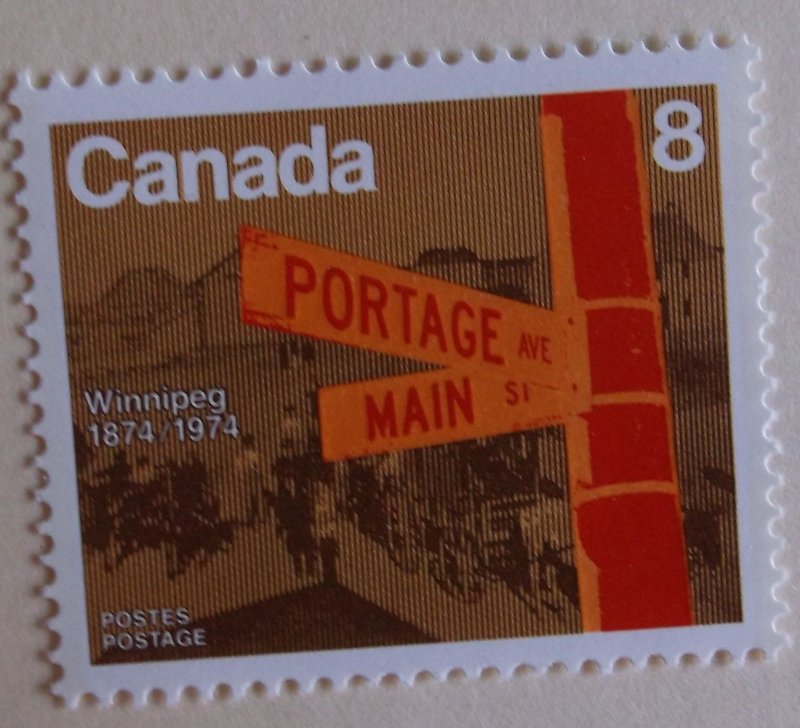 Canada
8
PORTAGE AVE
MAIN ST
Winnipeg
1874/1974
POSTES
POSTAGE